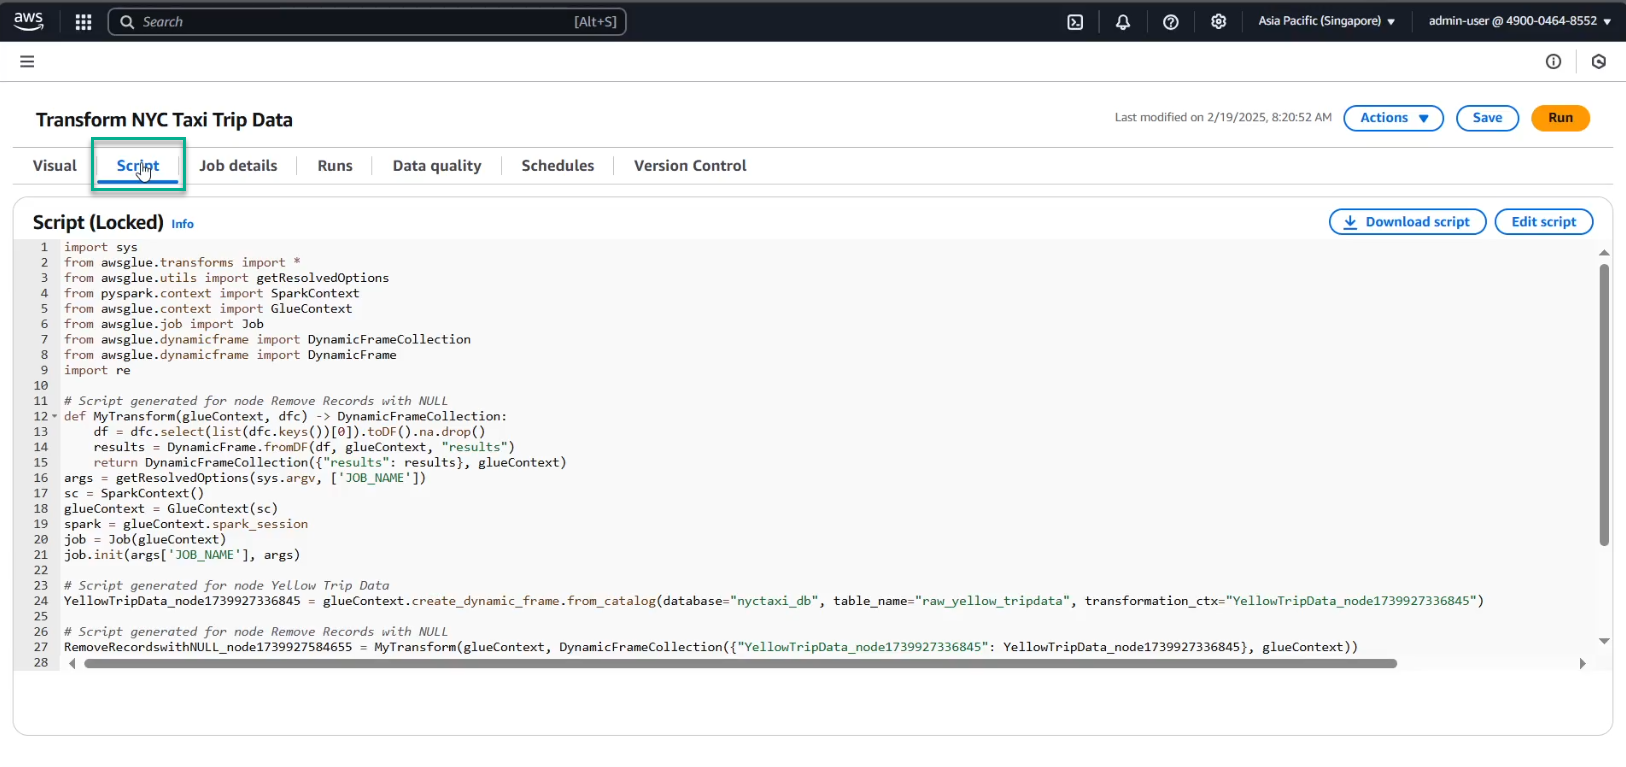 aws
Search [Alt+S] Asia Pacific (Singapore) ▼ admin-user @ 4900-0464-8552 ▼
Transform NYC Taxi Trip Data
Last modified on 2/19/2025, 8:20:52 AM Actions ▼ Save Run
Visual Script Job details Runs Data quality Schedules Version Control
Script (Locked) Info Download script Edit script
1 import sys
2 from awsglue.transforms import *
3 from awsglue.utils import getResolvedOptions
4 from pyspark.context import SparkContext
5 from awsglue.context import GlueContext
6 from awsglue.job import Job
7 from awsglue.dynamicframe import DynamicFrameCollection
8 from awsglue.dynamicframe import DynamicFrame
9 import re
10
11 # Script generated for node Remove Records with NULL
12 def MyTransform(glueContext, dfc) -> DynamicFrameCollection:
13     df = dfc.select(list(dfc.keys())[0]).toDF().na.drop()
14     results = DynamicFrame.fromDF(df, glueContext, "results")
15     return DynamicFrameCollection({"results": results}, glueContext)
16 args = getResolvedOptions(sys.argv, ['JOB_NAME'])
17 sc = SparkContext()
18 glueContext = GlueContext(sc)
19 spark = glueContext.spark_session
20 job = Job(glueContext)
21 job.init(args['JOB_NAME'], args)
22
23 # Script generated for node Yellow Trip Data
24 YellowTripData_node1739927336845 = glueContext.create_dynamic_frame.from_catalog(database="nyctaxi_db", table_name="raw_yellow_tripdata", transformation_ctx="YellowTripData_node1739927336845")
25
26 # Script generated for node Remove Records with NULL
27 RemoveRecordswithNULL_node1739927584655 = MyTransform(glueContext, DynamicFrameCollection({"YellowTripData_node1739927336845": YellowTripData_node1739927336845}, glueContext))
28